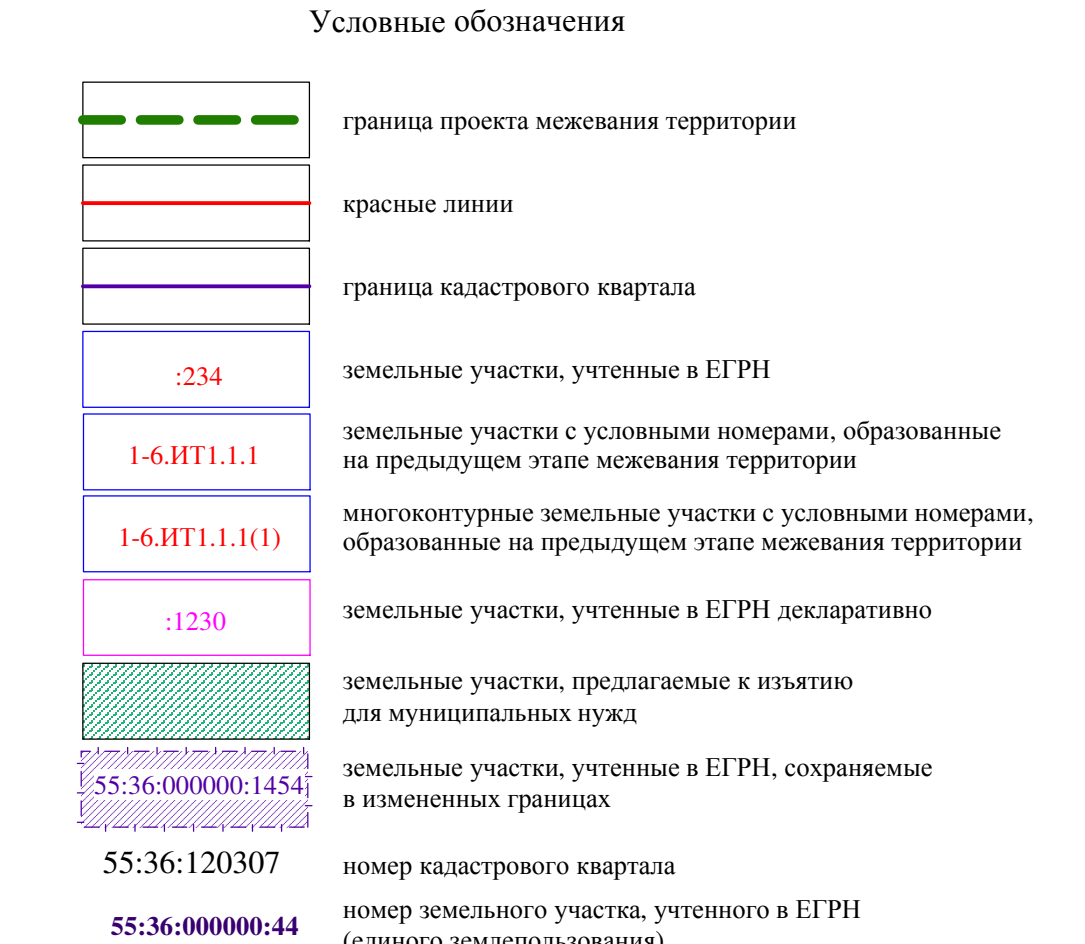 Условные обозначения
граница проекта межевания территории
красные линии
граница кадастрового квартала
:234
земельные участки, учтенные в ЕГРН
1-6.ИТ1.1.1
земельные участки с условными номерами, образованные
на предыдущем этапе межевания территории
1-6.ИТ1.1.1(1)
многоконтурные земельные участки с условными номерами,
образованные на предыдущем этапе межевания территории
:1230
земельные участки, учтенные в ЕГРН декларативно
земельные участки, предлагаемые к изъятию
для муниципальных нужд
55:36:000000:1454
земельные участки, учтенные в ЕГРН, сохраняемые
в измененных границах
55:36:120307
номер кадастрового квартала
55:36:000000:44
номер земельного участка, учтенного в ЕГРН
(единого землепользования)